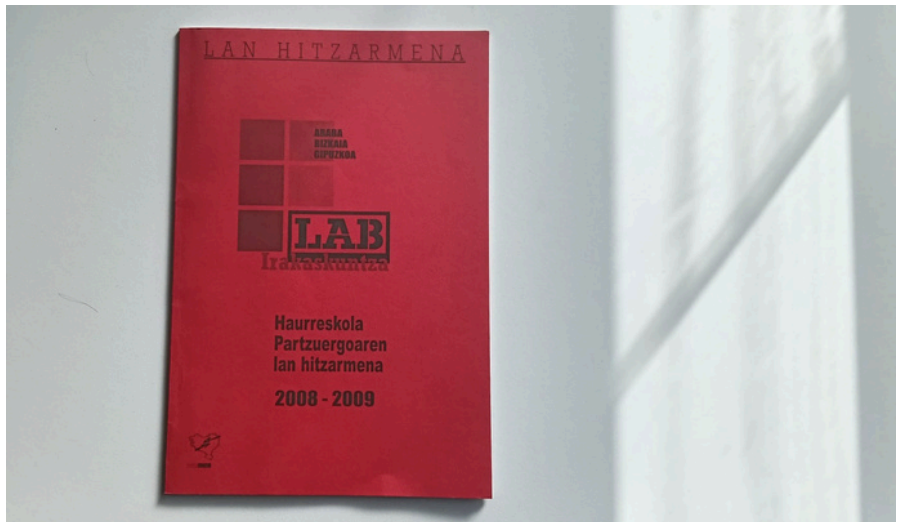 LAN HITZARMENA
ARABA
BIZKAIA
GIPUZKOA
LAB
Irakaskuntza
Haurreskola
Partzuergoaren
lan hitzarmena
2008 - 2009